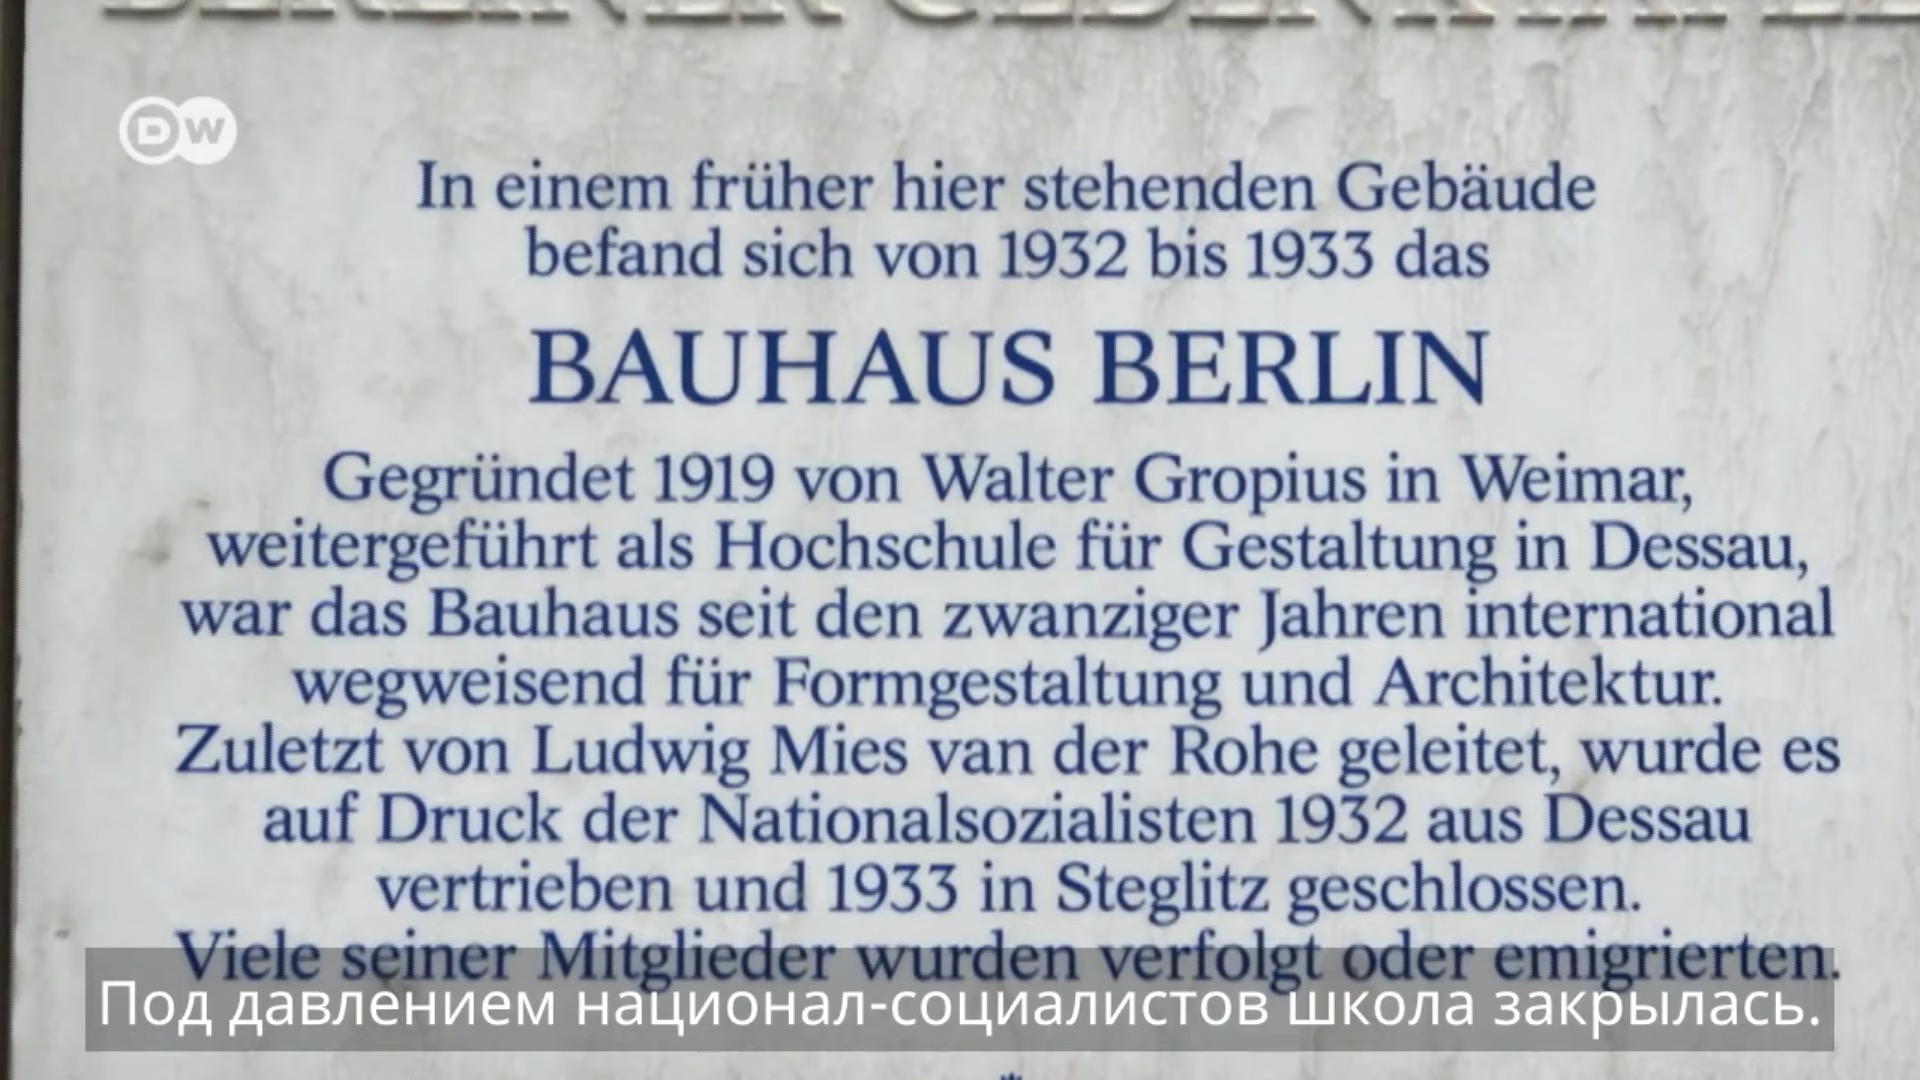 BERLINER GEDENKTAFEL
DW
In einem früher hier stehenden Gebäude
befand sich von 1932 bis 1933 das
BAUHAUS BERLIN
Gegründet 1919 von Walter Gropius in Weimar,
weitergeführt als Hochschule für Gestaltung in Dessau,
war das Bauhaus seit den zwanziger Jahren international
wegweisend für Formgestaltung und Architektur.
Zuletzt von Ludwig Mies van der Rohe geleitet, wurde es
auf Druck der Nationalsozialisten 1932 aus Dessau
vertrieben und 1933 in Steglitz geschlossen.
Viele seiner Mitglieder wurden verfolgt oder emigrierten.
Под давлением национал-социалистов школа закрылась.